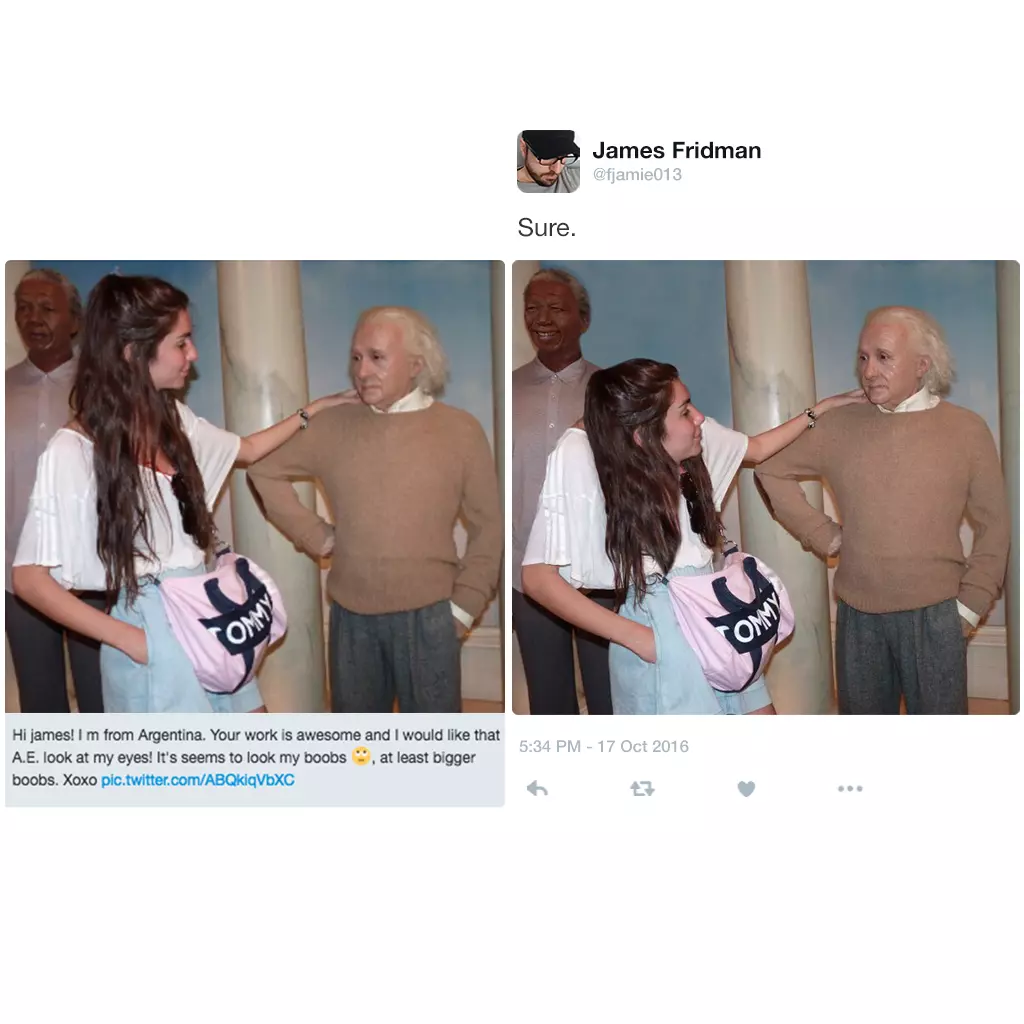 James Fridman
@fjamie013
Sure.
TOMMY
Hi james! I m from Argentina. Your work is awesome and I would like that
A.E. look at my eyes! It's seems to look my boobs 🙄, at least bigger
boobs. Xoxo pic.twitter.com/ABQkiqVbXC
TOMMY
5:34 PM - 17 Oct 2016